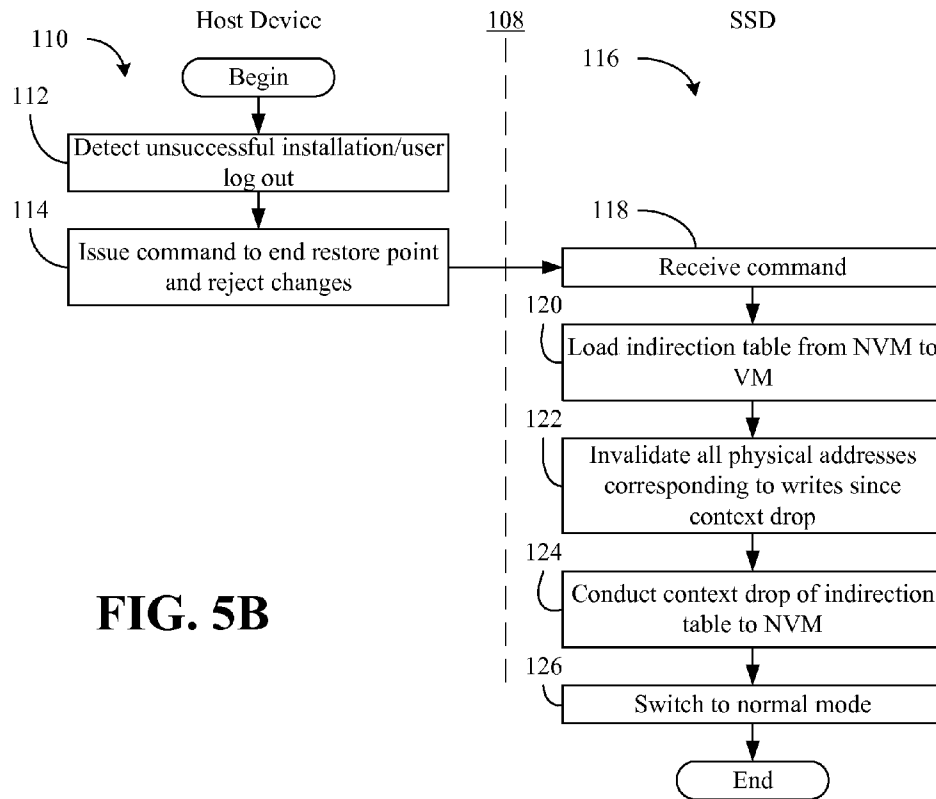 Host Device
108
SSD
110
116
Begin
112
Detect unsuccessful installation/user
log out
114
118
Issue command to end restore point
and reject changes
Receive command
120
Load indirection table from NVM to
VM
122
Invalidate all physical addresses
corresponding to writes since
context drop
124
Conduct context drop of indirection
table to NVM
FIG. 5B
126
Switch to normal mode
End